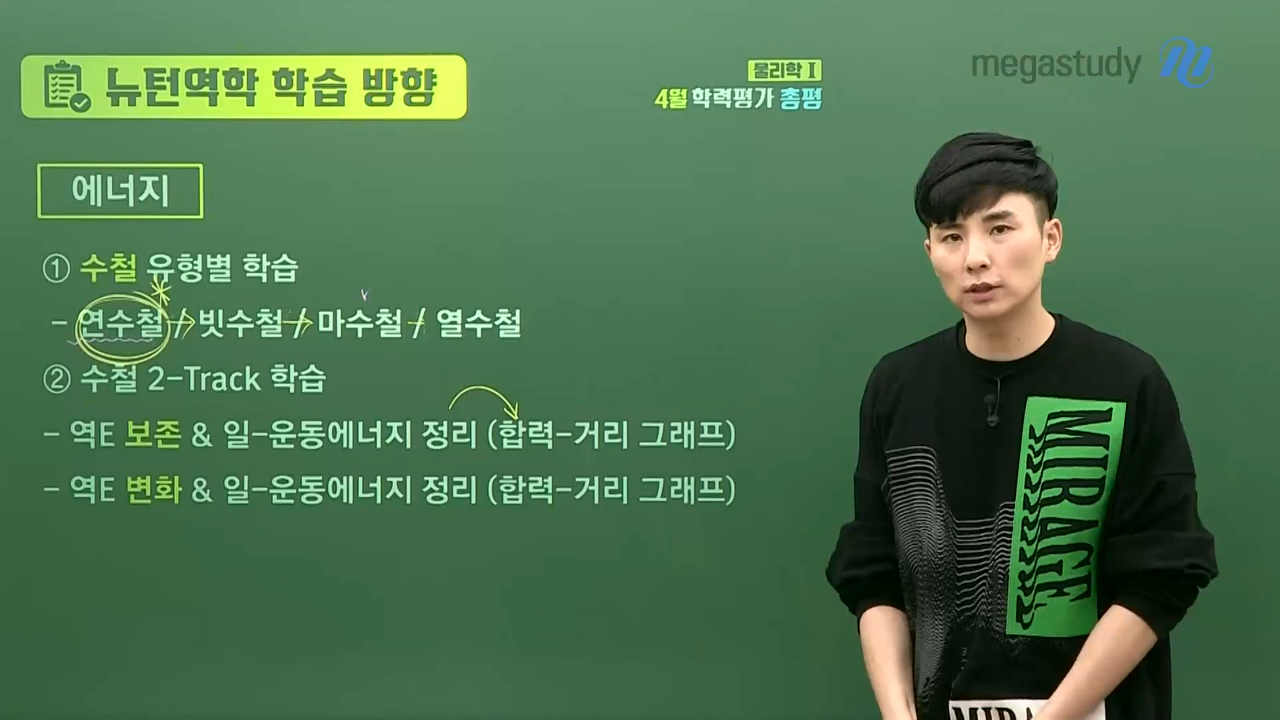 뉴턴역학 학습 방향
물리학 I
4월 학력평가 총평
megastudy
에너지
① 수철 유형별 학습
- 연수철 / 빗수철 / 마수철 / 열수철
② 수철 2-Track 학습
- 역E 보존 & 일-운동에너지 정리 (합력-거리 그래프)
- 역E 변화 & 일-운동에너지 정리 (합력-거리 그래프)
MIRAGE